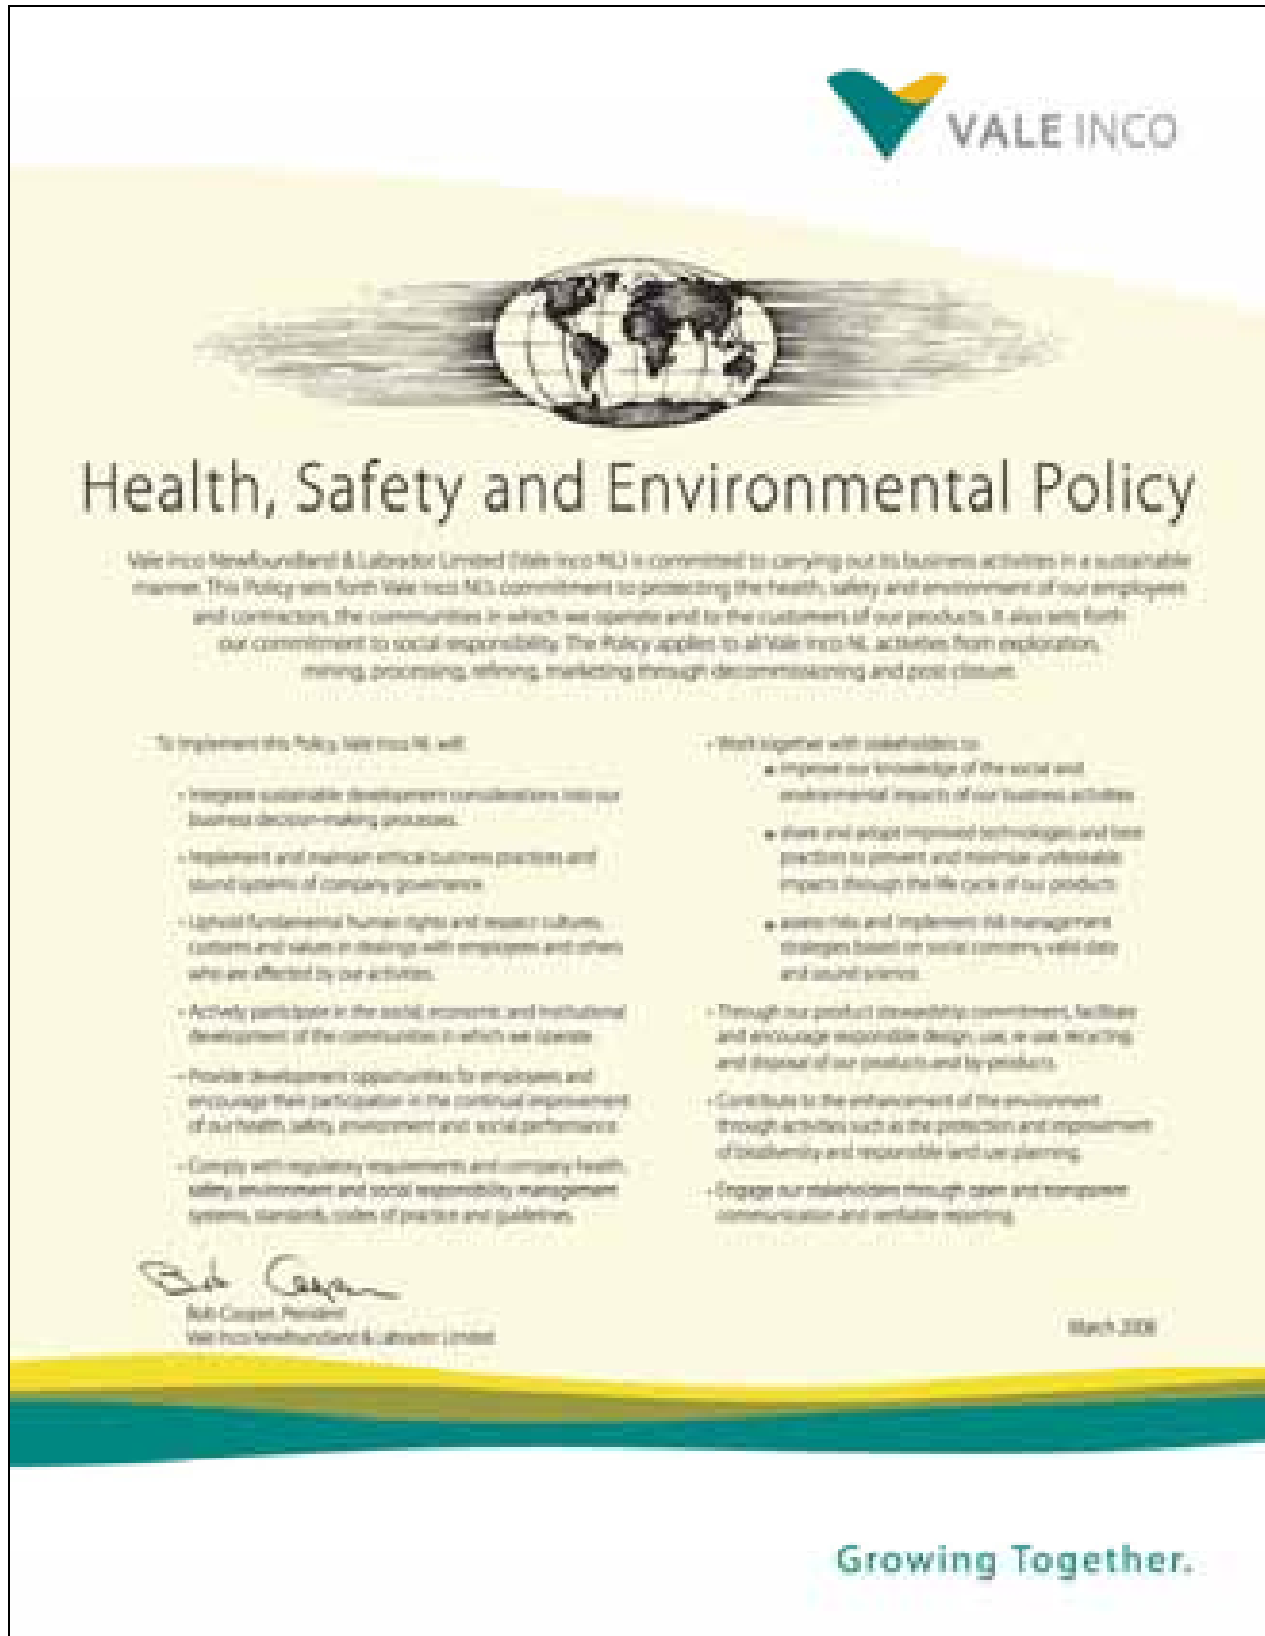 VALE INCO
Health, Safety and Environmental Policy
Vale Inco Newfoundland & Labrador Limited (Vale Inco NL) is committed to carrying out its business activities in a sustainable
manner. This Policy sets forth Vale Inco NL's commitment to protecting the health, safety and environment of our employees
and contractors, the communities in which we operate and to the customers of our products. It also sets forth
our commitment to social responsibility. The Policy applies to all Vale Inco NL activities from exploration,
mining, processing, refining, marketing through decommissioning and post closure.
To implement this Policy, Vale Inco NL will:
- Integrate sustainable development considerations into our
business decision-making processes.
- Implement and maintain ethical business practices and
sound systems of company governance.
- Uphold fundamental human rights and respect cultures,
customs and values in dealings with employees and others
who are affected by our activities.
- Actively participate in the social, economic and institutional
development of the communities in which we operate.
- Provide development opportunities for employees and
encourage their participation in the continual improvement
of our health, safety, environment and social performance.
- Comply with regulatory requirements and company health,
safety, environment and social responsibility management
systems, standards, codes of practice and guidelines.
- Work together with stakeholders to:
• improve our knowledge of the social and
environmental impacts of our business activities
• share and adopt improved technologies and best
practices to prevent and minimize undesirable
impacts through the life cycle of our products
• assess risks and implement risk management
strategies based on social concerns, valid data
and sound science.
- Through our product stewardship commitment, facilitate
and encourage responsible design, use, re-use, recycling
and disposal of our products and by-products.
- Contribute to the enhancement of the environment
through activities such as the protection and improvement
of biodiversity and responsible land use planning.
- Engage our stakeholders through open and transparent
communication and verifiable reporting.
Bob Cooper
Bob Cooper, President
Vale Inco Newfoundland & Labrador Limited
March 2008
Growing Together.